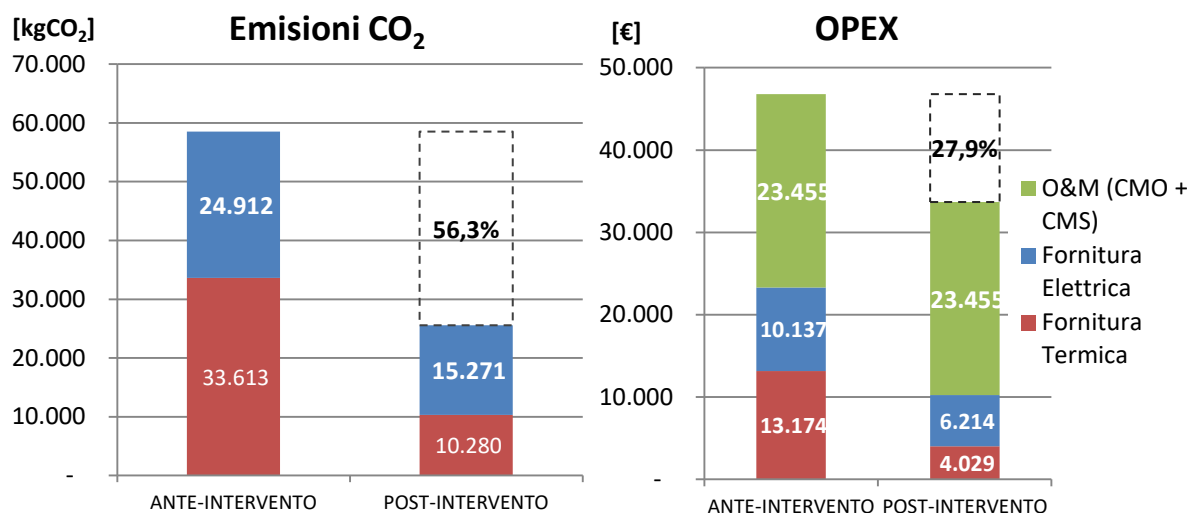 [kgCO₂]
Emisioni CO₂
70.000
60.000
50.000
40.000
30.000
20.000
10.000
-
24.912
33.613
56,3%
15.271
10.280
ANTE-INTERVENTO
POST-INTERVENTO
[€]
OPEX
50.000
40.000
30.000
20.000
10.000
-
23.455
10.137
13.174
27,9%
23.455
6.214
4.029
ANTE-INTERVENTO
POST-INTERVENTO
O&M (CMO +
CMS)
Fornitura
Elettrica
Fornitura
Termica